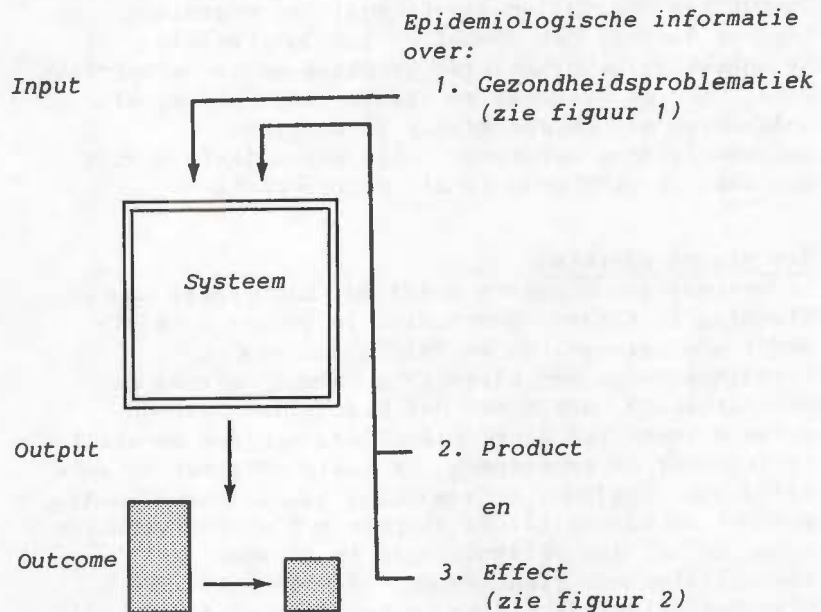 Epidemiologische informatie
over:
Input
1. Gezondheidsproblematiek
(zie figuur 1)
Systeem
Output
2. Product
en
Outcome
3. Effect
(zie figuur 2)